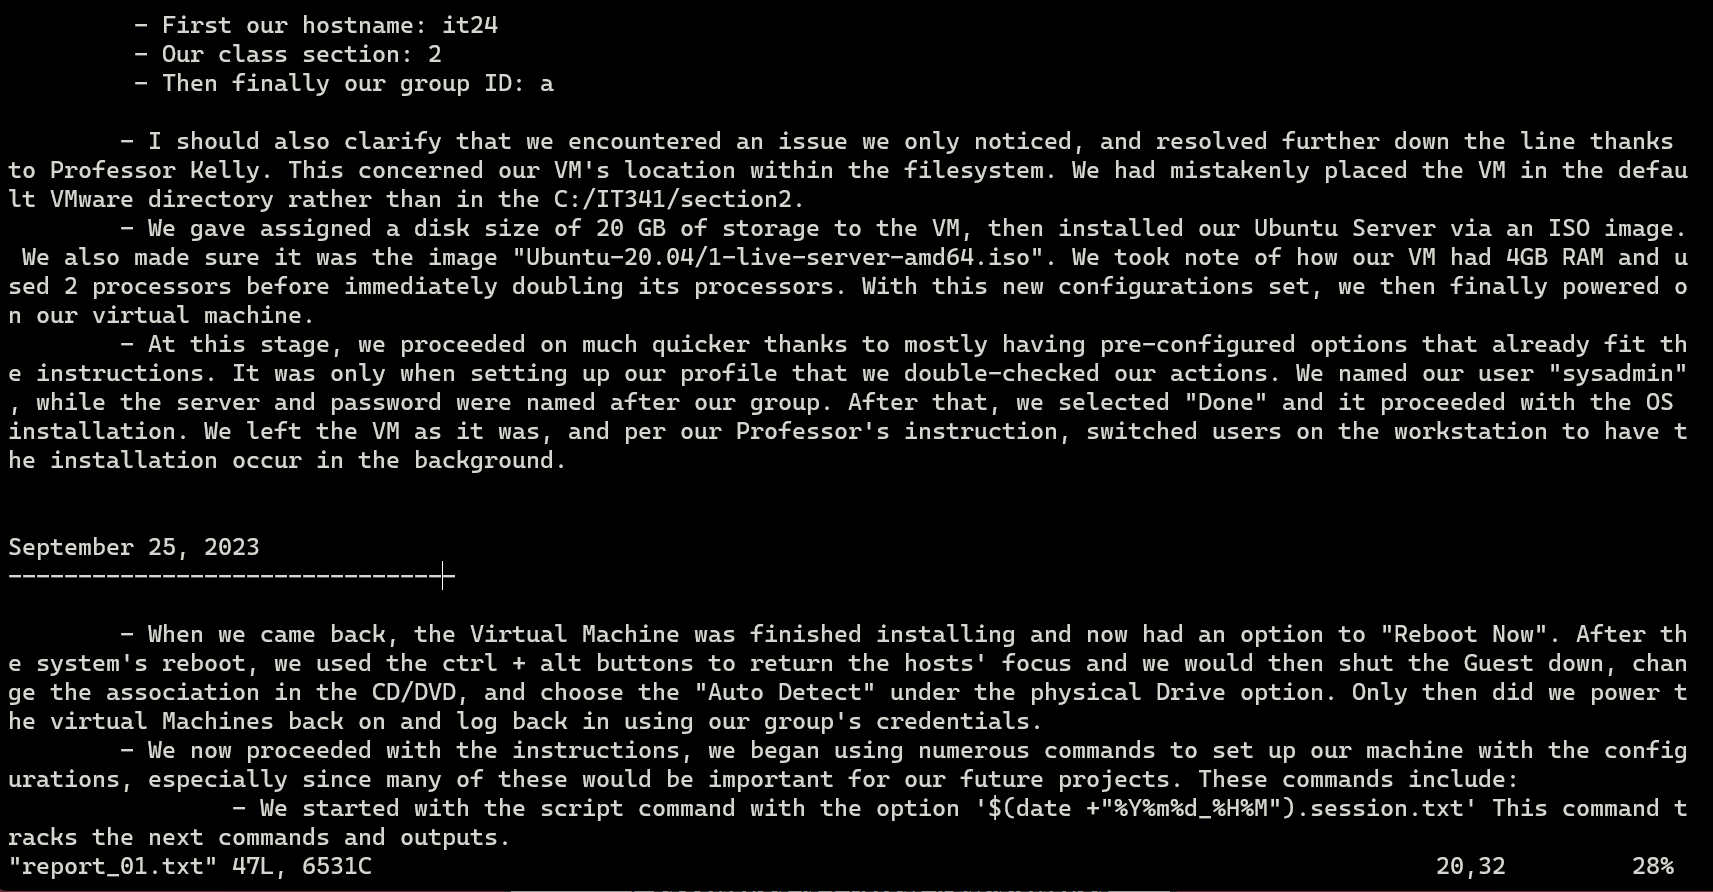 - First our hostname: it24
- Our class section: 2
- Then finally our group ID: a
- I should also clarify that we encountered an issue we only noticed, and resolved further down the line thanks
to Professor Kelly. This concerned our VM's location within the filesystem. We had mistakenly placed the VM in the defau
lt VMware directory rather than in the C:/IT341/section2.
- We gave assigned a disk size of 20 GB of storage to the VM, then installed our Ubuntu Server via an ISO image.
We also made sure it was the image "Ubuntu-20.04/1-live-server-amd64.iso". We took note of how our VM had 4GB RAM and u
sed 2 processors before immediately doubling its processors. With this new configurations set, we then finally powered o
n our virtual machine.
- At this stage, we proceeded on much quicker thanks to mostly having pre-configured options that already fit th
e instructions. It was only when setting up our profile that we double-checked our actions. We named our user "sysadmin"
, while the server and password were named after our group. After that, we selected "Done" and it proceeded with the OS
installation. We left the VM as it was, and per our Professor's instruction, switched users on the workstation to have t
he installation occur in the background.
September 25, 2023
--------------------------------
- When we came back, the Virtual Machine was finished installing and now had an option to "Reboot Now". After th
e system's reboot, we used the ctrl + alt buttons to return the hosts' focus and we would then shut the Guest down, chan
ge the association in the CD/DVD, and choose the "Auto Detect" under the physical Drive option. Only then did we power t
he virtual Machines back on and log back in using our group's credentials.
- We now proceeded with the instructions, we began using numerous commands to set up our machine with the config
urations, especially since many of these would be important for our future projects. These commands include:
- We started with the script command with the option '$(date +"%Y%m%d_%H%M").session.txt' This command t
racks the next commands and outputs.
"report_01.txt" 47L, 6531C 20,32 28%